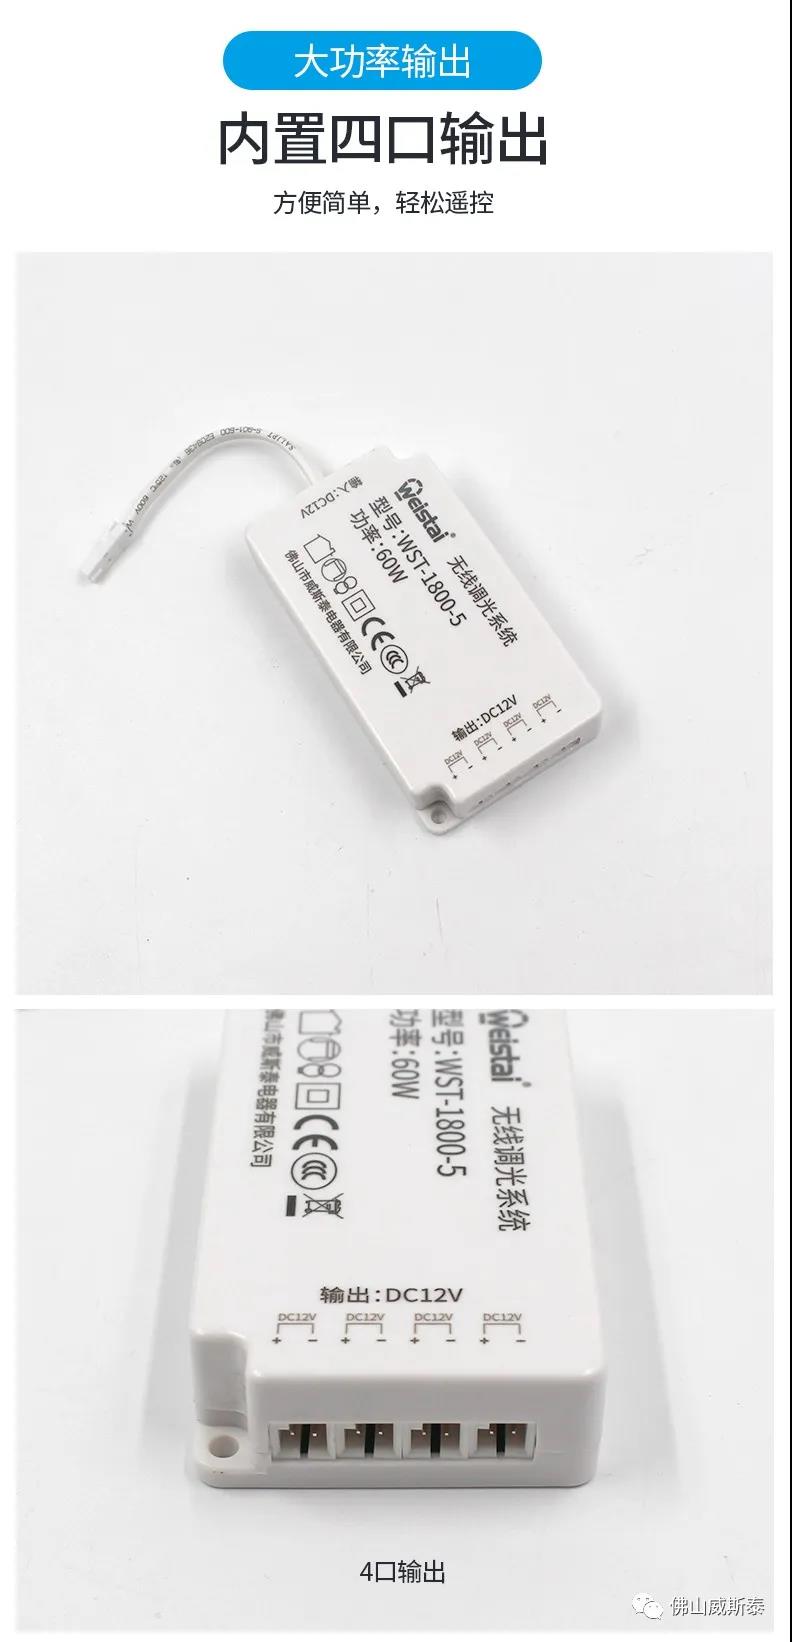 大功率输出
内置四口输出
方便简单，轻松遥控
输入:DC12V
Weistai®
无线调光系统
型号:WST-1800-5
功率:60W
佛山市威斯泰电器有限公司
输出:DC12V
DC12V DC12V DC12V DC12V
+ - + - + - + -
Weistai®
无线调光系统
型号:WST-1800-5
功率:60W
佛山市威斯泰电器有限公司
输出:DC12V
DC12V DC12V DC12V DC12V
+ - + - + - + -
4口输出
佛山威斯泰